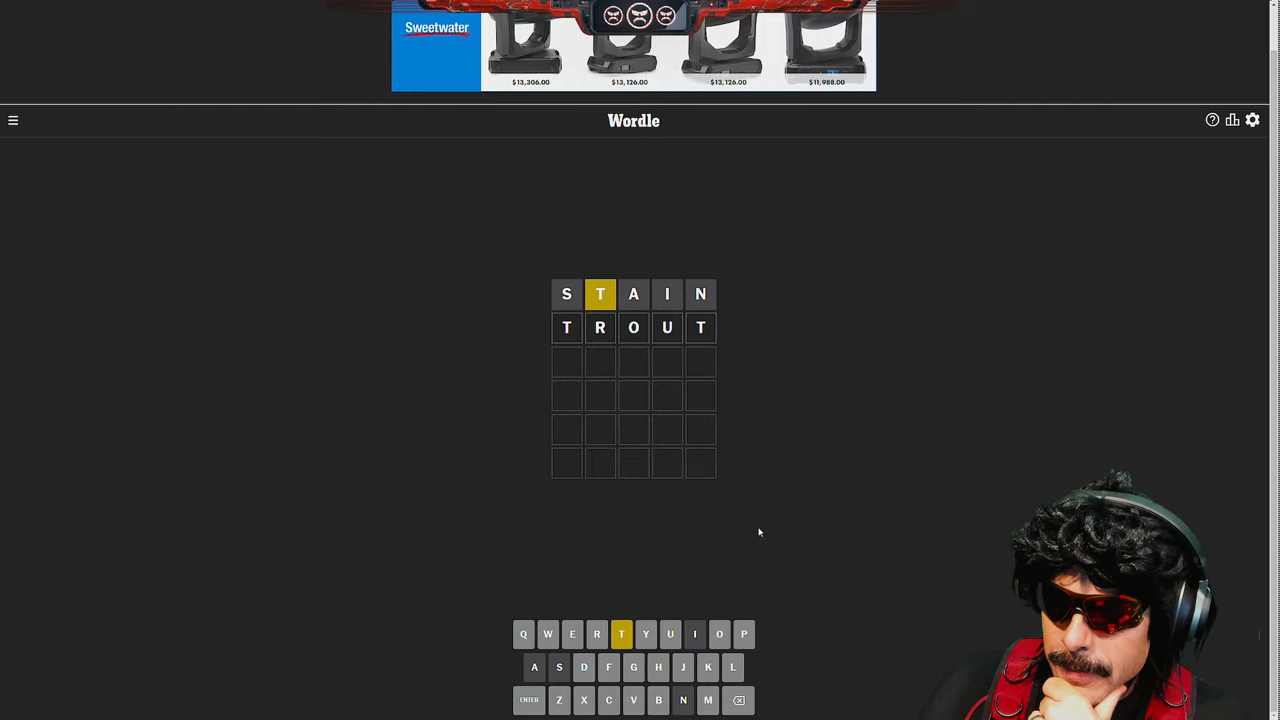 Sweetwater
$13,306.00 $13,126.00 $13,126.00 $11,988.00
Wordle
S T A I N
T R O U T
Q W E R T Y U I O P
A S D F G H J K L
ENTER Z X C V B N M